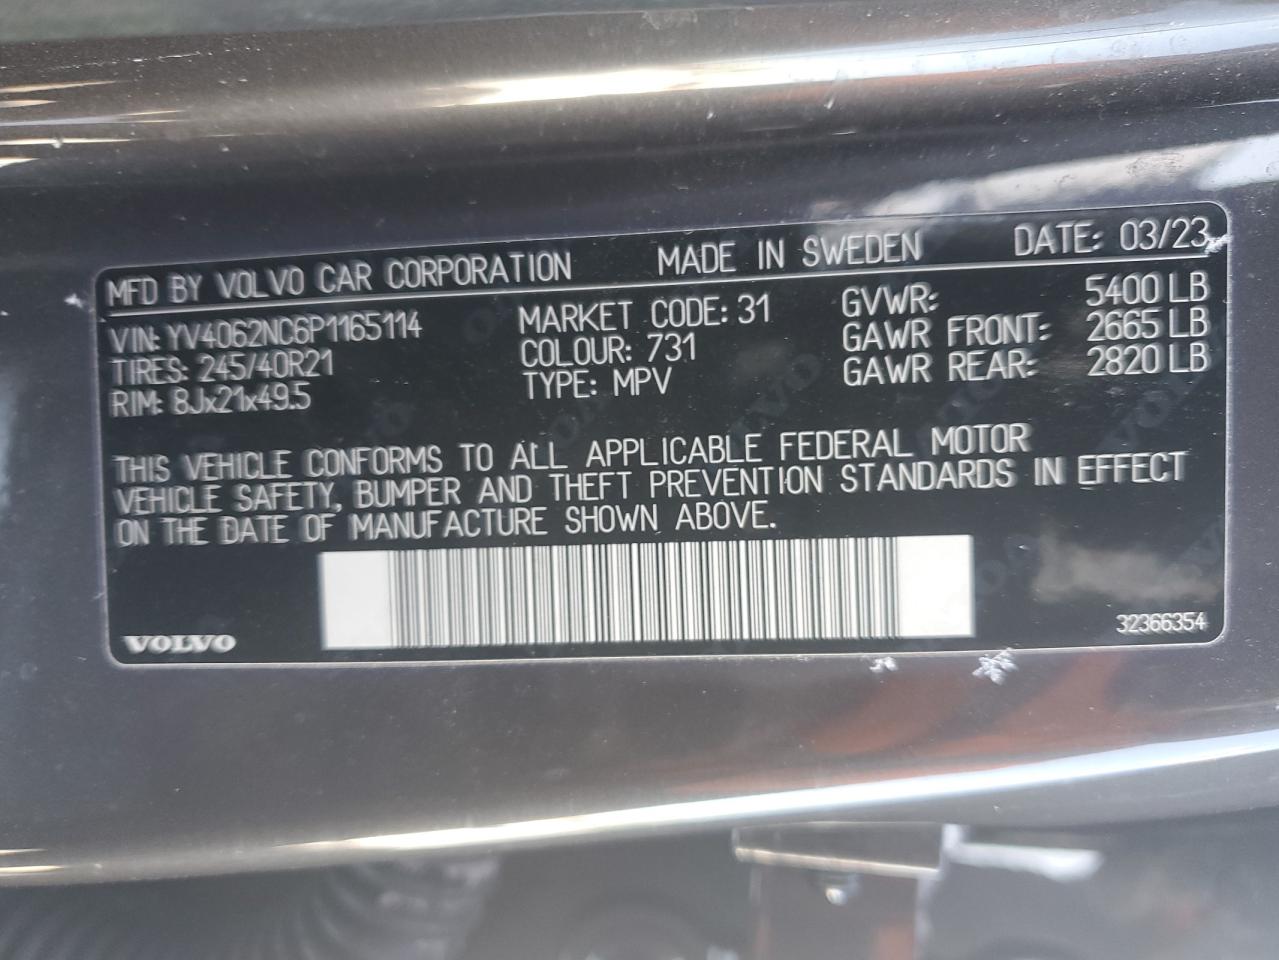 MFD BY VOLVO CAR CORPORATION MADE IN SWEDEN DATE: 03/23
VIN: YV4062NC6P1165114 MARKET CODE: 31 GVWR: 5400 LB
TIRES: 245/40R21 COLOUR: 731 GAWR FRONT: 2665 LB
RIM: 8Jx21x49.5 TYPE: MPV GAWR REAR: 2820 LB
THIS VEHICLE CONFORMS TO ALL APPLICABLE FEDERAL MOTOR
VEHICLE SAFETY, BUMPER AND THEFT PREVENTION STANDARDS IN EFFECT
ON THE DATE OF MANUFACTURE SHOWN ABOVE.
VOLVO 32366354